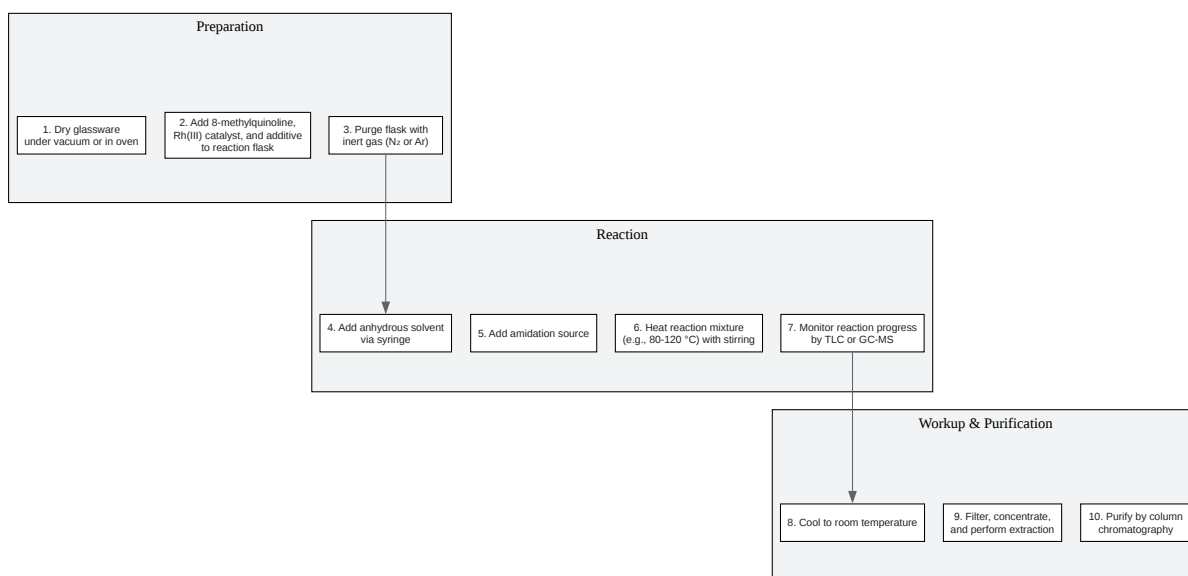 Preparation
1. Dry glassware
under vacuum or in oven
2. Add 8-methylquinoline,
Rh(III) catalyst, and additive
to reaction flask
3. Purge flask with
inert gas (N₂ or Ar)
Reaction
4. Add anhydrous solvent
via syringe
5. Add amidation source
6. Heat reaction mixture
(e.g., 80-120 °C) with stirring
7. Monitor reaction progress
by TLC or GC-MS
Workup & Purification
8. Cool to room temperature
9. Filter, concentrate,
and perform extraction
10. Purify by column
chromatography